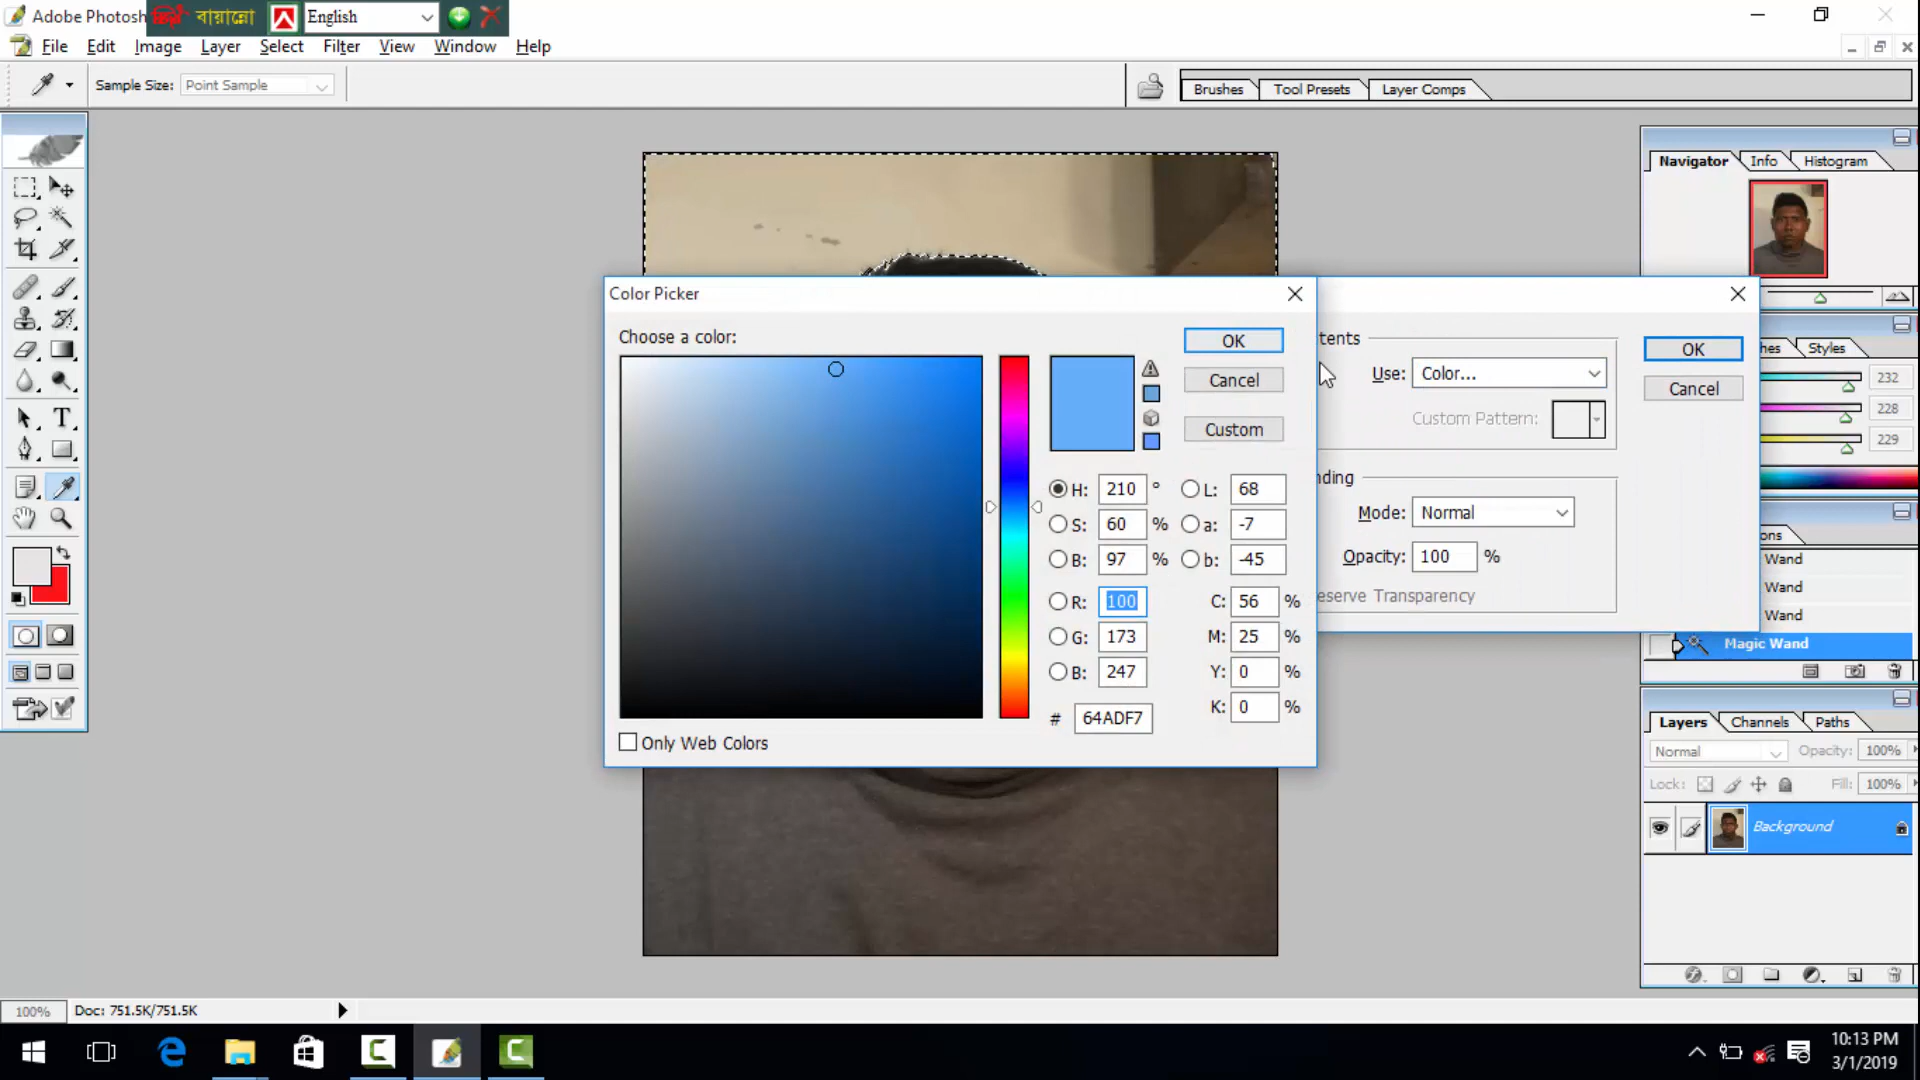 Adobe Photosh
বায়ান্নো
English
File Edit Image Layer Select Filter View Window Help
Sample Size: Point Sample
Brushes Tool Presets Layer Comps
Navigator Info Histogram
Color Picker
Choose a color:
OK
Cancel
Custom
H: 210 °
S: 60 %
B: 97 %
R: 100
G: 173
B: 247
L: 68
a: -7
b: -45
C: 56 %
M: 25 %
Y: 0 %
K: 0 %
# 64ADF7
Only Web Colors
tents
Use: Color...
Custom Pattern:
nding
Mode: Normal
Opacity: 100 %
eserve Transparency
OK
Cancel
hes Styles
232
228
229
ons
Wand
Wand
Wand
Magic Wand
Layers Channels Paths
Normal Opacity: 100%
Lock: Fill: 100%
Background
100% Doc: 751.5K/751.5K
10:13 PM
3/1/2019